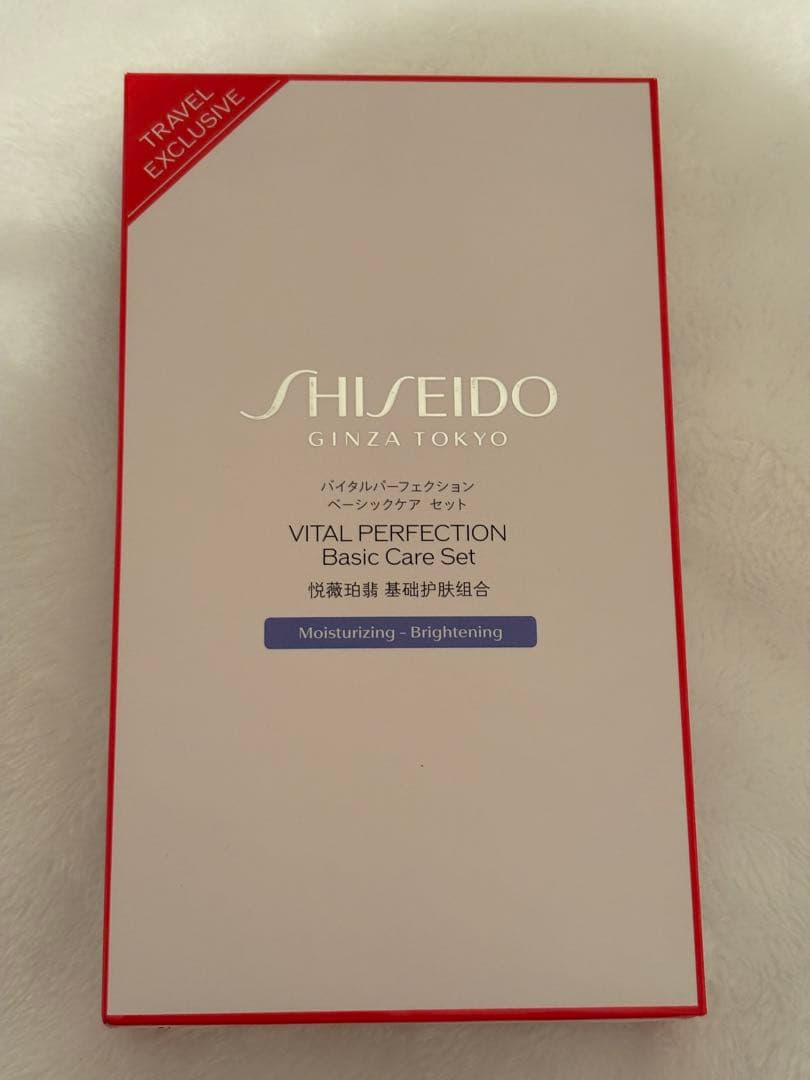 TRAVEL
EXCLUSIVE
SHISEIDO
GINZA TOKYO
バイタルパーフェクション
ベーシックケア セット
VITAL PERFECTION
Basic Care Set
悦薇珀翡 基础护肤组合
Moisturizing - Brightening